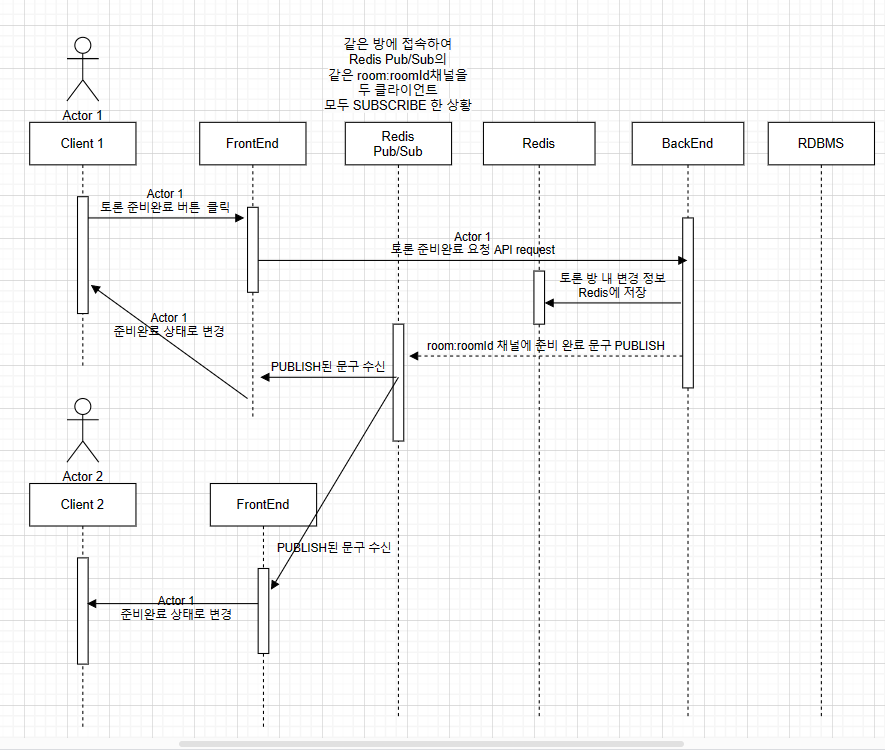 같은 방에 접속하여
Redis Pub/Sub의
같은 room:roomId채널을
두 클라이언트
모두 SUBSCRIBE 한 상황
Actor 1
Client 1
FrontEnd
Redis
Pub/Sub
Redis
BackEnd
RDBMS
Actor 1
토론 준비완료 버튼 클릭
Actor 1
토론 준비완료 요청 API request
토론 방 내 변경 정보
Redis에 저장
Actor 1
준비완료 상태로 변경
room:roomId 채널에 준비 완료 문구 PUBLISH
PUBLISH된 문구 수신
Actor 2
Client 2
FrontEnd
PUBLISH된 문구 수신
Actor 1
준비완료 상태로 변경